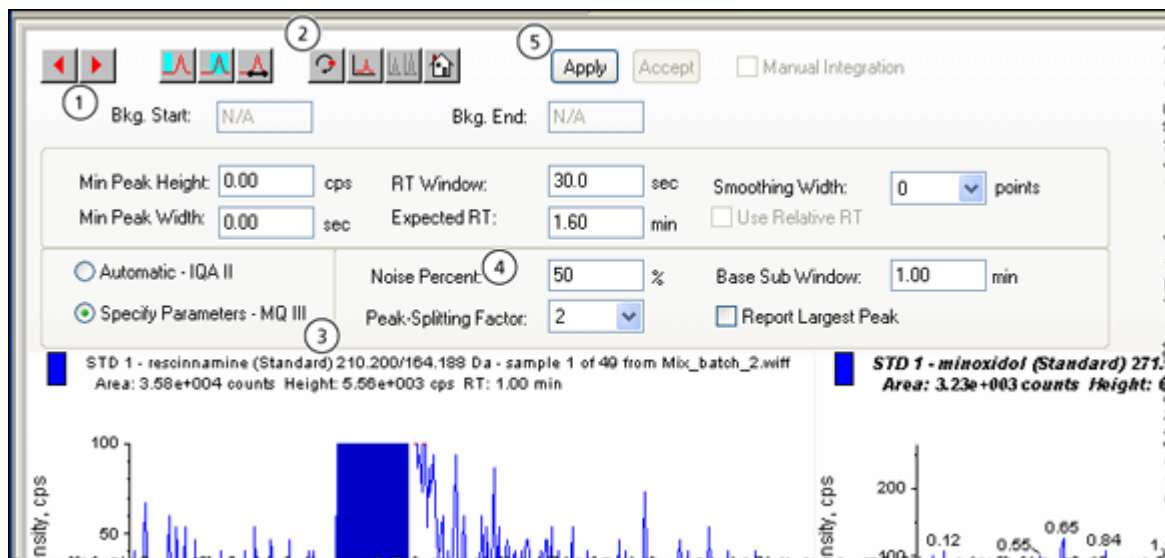 2
5
Apply
Accept
Manual Integration
1
Bkg. Start:
N/A
Bkg. End:
N/A
Min Peak Height:
0.00
cps
RT Window:
30.0
sec
Smoothing Width:
0
points
Min Peak Width:
0.00
sec
Expected RT:
1.60
min
Use Relative RT
Automatic - IQA II
Noise Percent:
4
50
%
Base Sub Window:
1.00
min
Specify Parameters - MQ III
3
Peak-Splitting Factor:
2
Report Largest Peak
STD 1 - rescinnamine (Standard) 210.200/164.188 Da - sample 1 of 49 from Mix_batch_2.wiff
Area: 3.58e+004 counts Height: 5.56e+003 cps RT: 1.00 min
STD 1 - minoxidol (Standard) 271.
Area: 3.23e+003 counts Height:
100
50
nsity, cps
200
100
0.12
0.55
0.65
0.84
ensity, cps